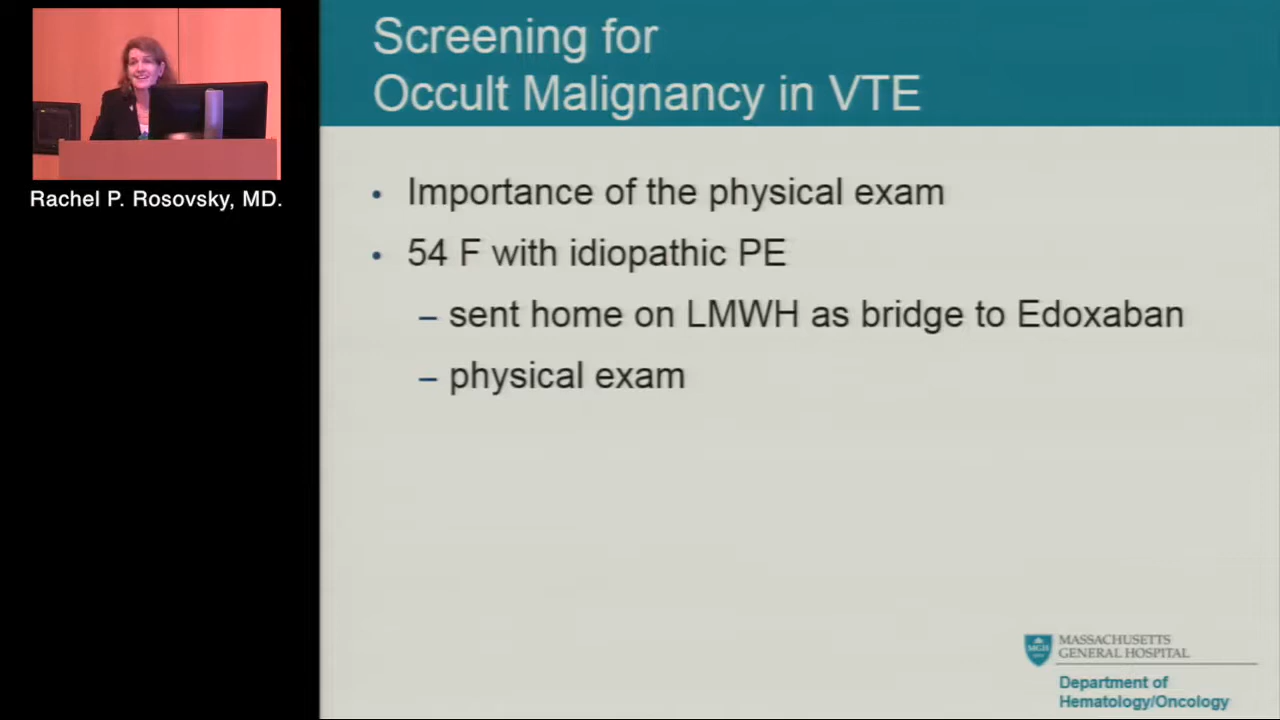 Screening for
Occult Malignancy in VTE
• Importance of the physical exam
• 54 F with idiopathic PE
– sent home on LMWH as bridge to Edoxaban
– physical exam
Rachel P. Rosovsky, MD.
MASSACHUSETTS
GENERAL HOSPITAL
Department of
Hematology/Oncology